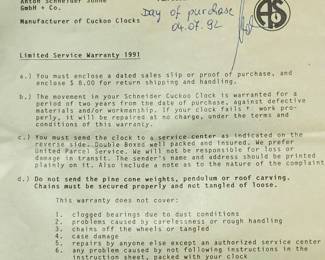 Anton Schneider Söhne
GmbH + Co.
Day of purchase
04.07.92
AS
Manufacturer of Cuckoo Clocks
Limited Service Warranty 1991
a.) You must enclose a dated sales slip or proof of purchase, and
enclose $ 8.00 for return shipping and handling.
b.) The movement in your Schneider Cuckoo Clock is warranted for a
period of two years from the date of purchase, against defective
materials and/or workmanship. If your clock fails to work prop-
erly, it will be repaired at no charge, under the terms and
conditions of this warranty.
c.) You must send the clock to a service center as indicated on the
reverse side. Double Boxed well packed and insured. We prefer
United Parcel Service. We will not be responsible for loss or
damage in transit. The sender's name and address should be printed
plainly on it. Also include a note as to the nature of the complaint
d.) Do not send the pine cone weights, pendulum or roof carving.
Chains must be secured properly and not tangled of loose.
This warranty does not cover:
1. clogged bearings due to dust conditions
2. problems caused by carelessness or rough handling
3. chains off the wheels or tangled
4. case damage
5. repairs by anyone else except an authorized service center
6. any problem caused by not following instructions in the
instruction sheet, packed with your clock